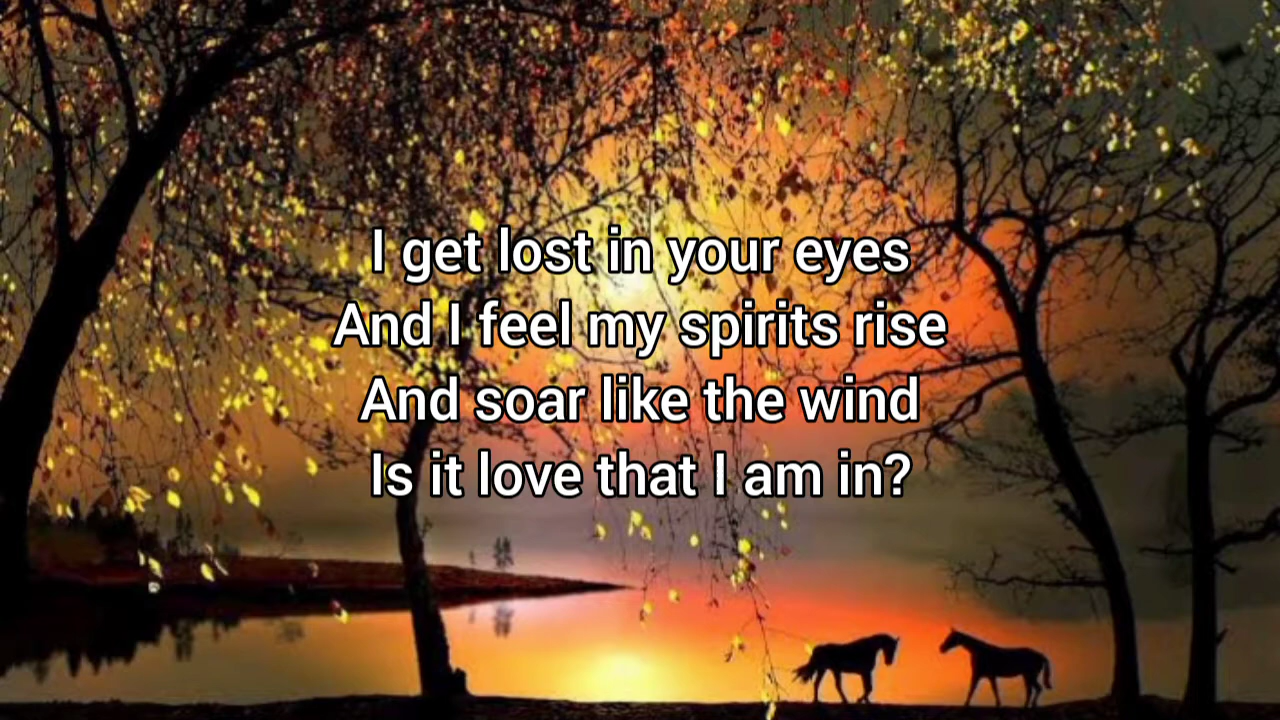 I get lost in your eyes
And I feel my spirits rise
And soar like the wind
Is it love that I am in?